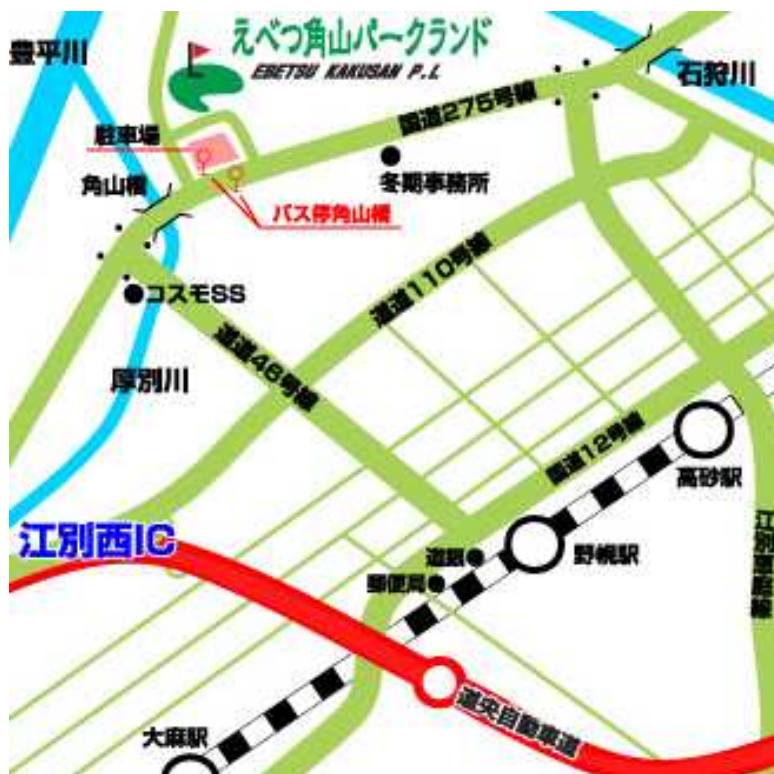 えべつ角山パークランド
豊平川
EBETSU KAKUSAN P.L
石狩川
国道275号線
駐車場
冬期事務所
角山橋
バス停角山橋
道道110号線
コスモSS
道道46号線
厚別川
国道12号線
高砂駅
江別西IC
道銀
野幌駅
郵便局
道央自動車道
大麻駅